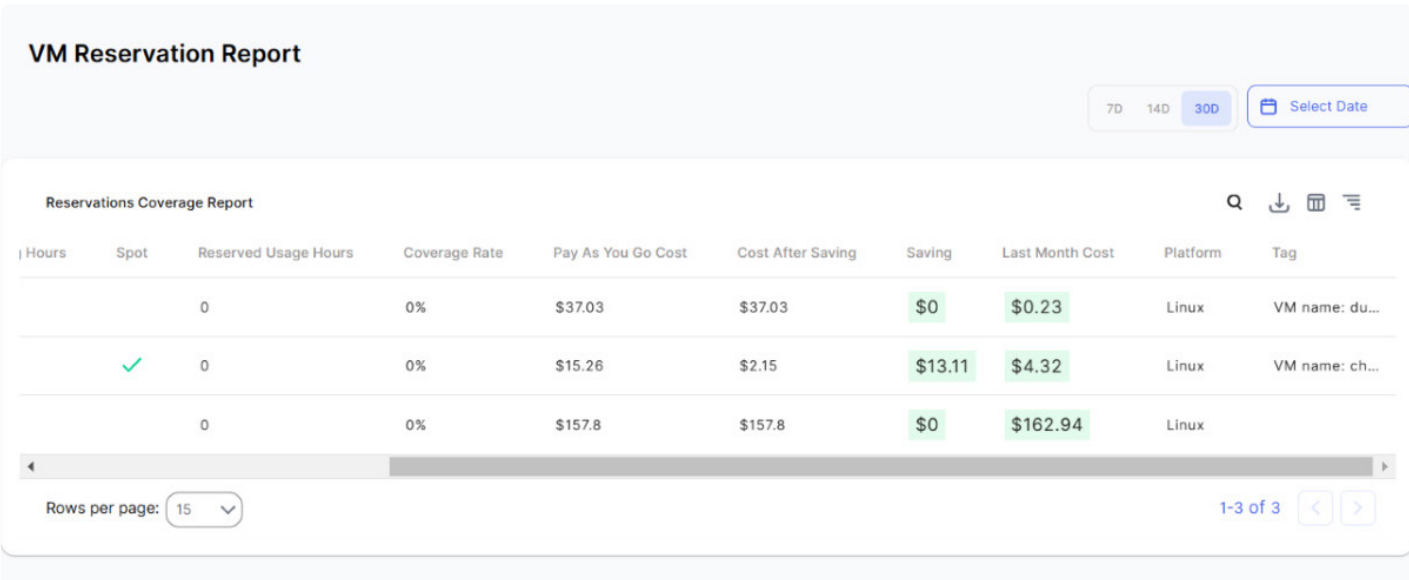 VM Reservation Report
7D 14D 30D Select Date
Reservations Coverage Report
Hours Spot Reserved Usage Hours Coverage Rate Pay As You Go Cost Cost After Saving Saving Last Month Cost Platform Tag
0 0% $37.03 $37.03 $0 $0.23 Linux VM name: du...
0 0% $15.26 $2.15 $13.11 $4.32 Linux VM name: ch...
0 0% $157.8 $157.8 $0 $162.94 Linux
Rows per page: 15 1-3 of 3